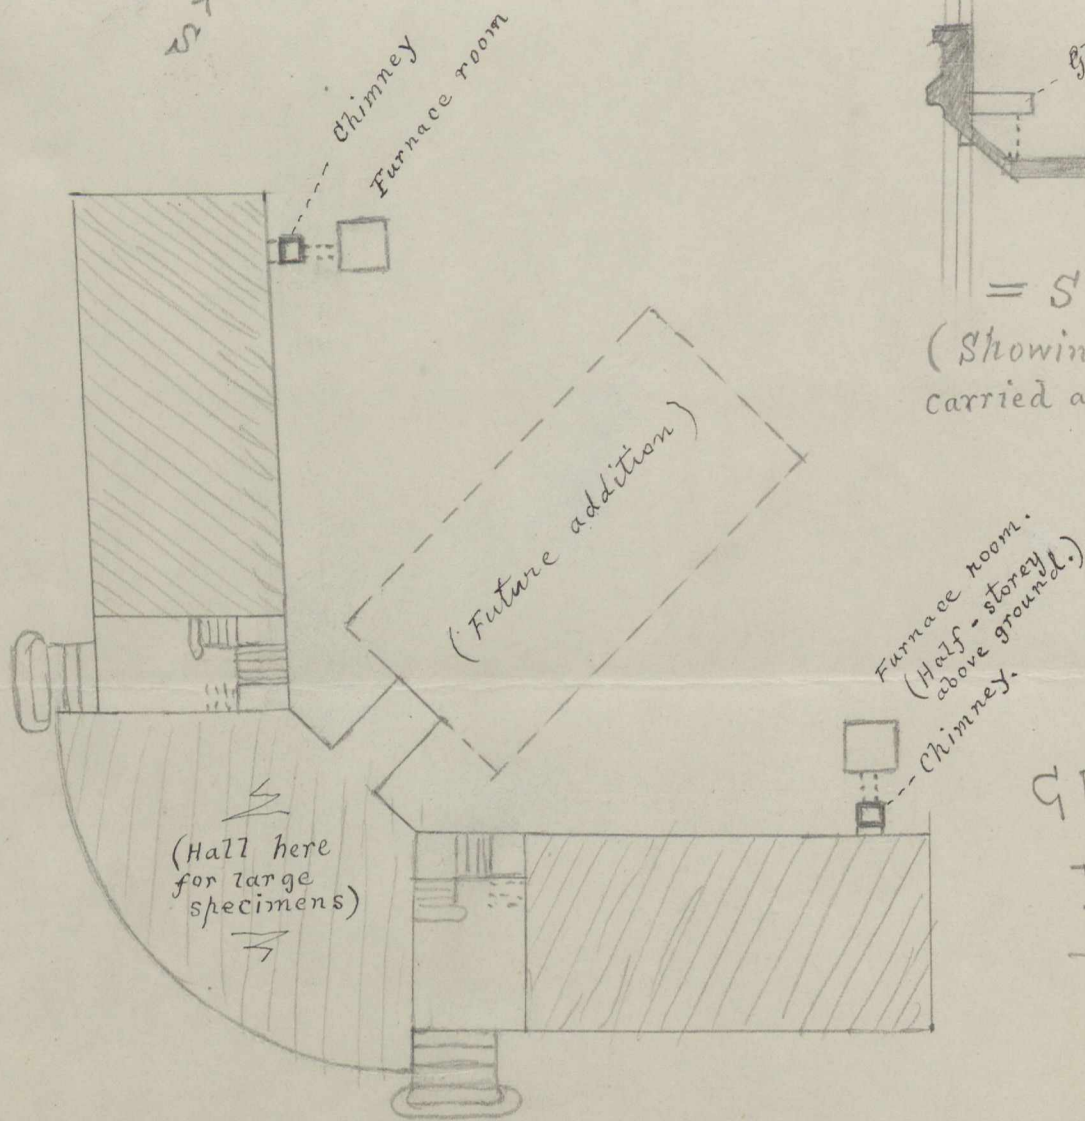 Chimney
Furnace room
= S
(Showin
carried a
(Future addition)
Furnace room.
(Half-storey
above ground.)
Chimney.
(Hall here
for large
specimens)